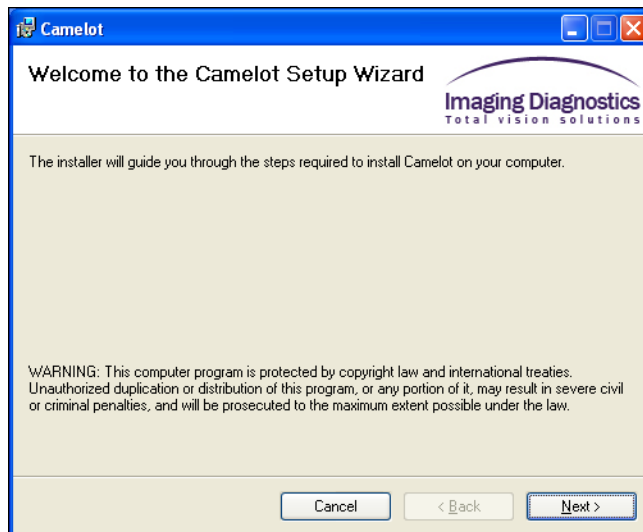 Camelot
Welcome to the Camelot Setup Wizard
Imaging Diagnostics
Total vision solutions
The installer will guide you through the steps required to install Camelot on your computer.
WARNING: This computer program is protected by copyright law and international treaties.
Unauthorized duplication or distribution of this program, or any portion of it, may result in severe civil
or criminal penalties, and will be prosecuted to the maximum extent possible under the law.
Cancel
< Back
Next >